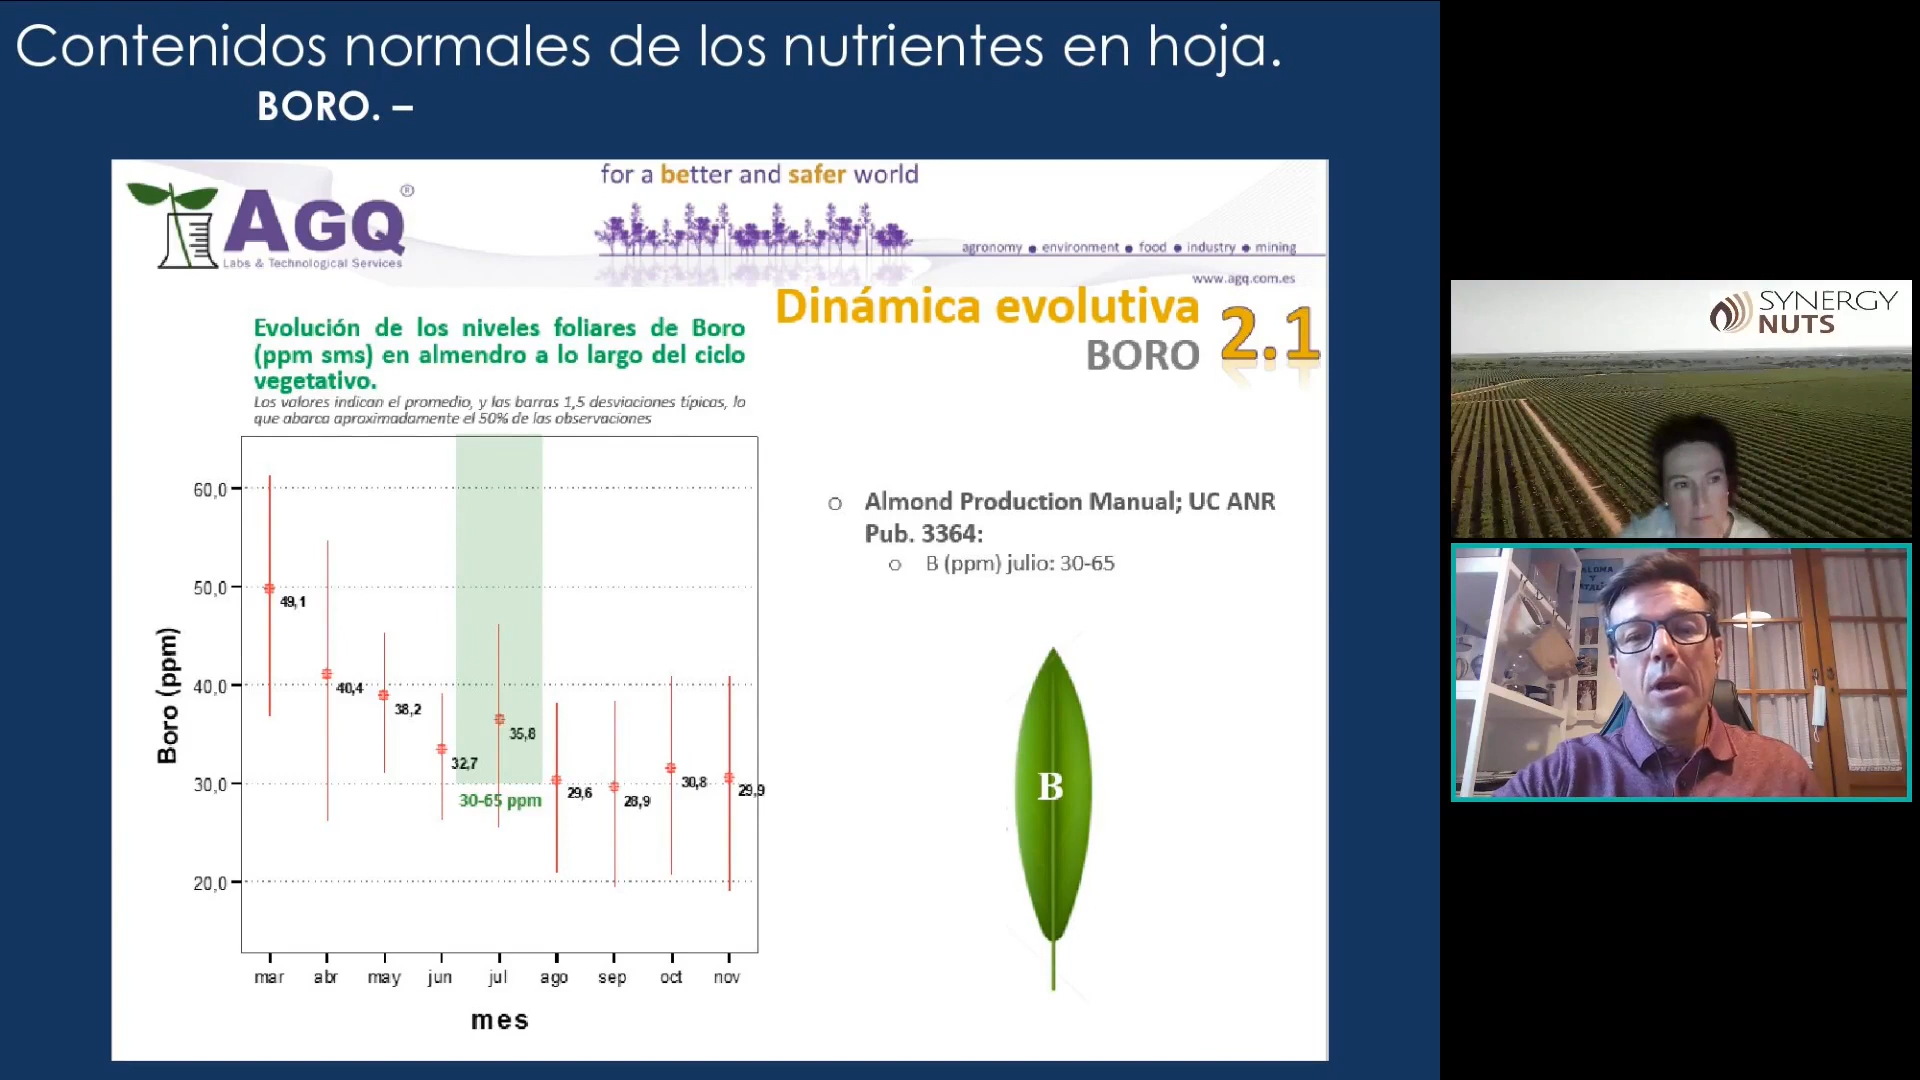 Contenidos normales de los nutrientes en hoja.
BORO. –
AGQ ®
Labs & Technological Services
for a better and safer world
agronomy ● environment ● food ● industry ● mining
www.agq.com.es
Dinámica evolutiva
BORO
2.1
Evolución de los niveles foliares de Boro
(ppm sms) en almendro a lo largo del ciclo
vegetativo.
Los valores indican el promedio, y las barras 1,5 desviaciones típicas, lo
que abarca aproximadamente el 50% de las observaciones
Boro (ppm)
60,0
50,0
40,0
30,0
20,0
49,1
40,4
38,2
32,7
35,8
29,6
28,9
30,8
29,9
30-65 ppm
mar abr may jun jul ago sep oct nov
mes
o Almond Production Manual; UC ANR
Pub. 3364:
o B (ppm) julio: 30-65
B
SYNERGY
NUTS